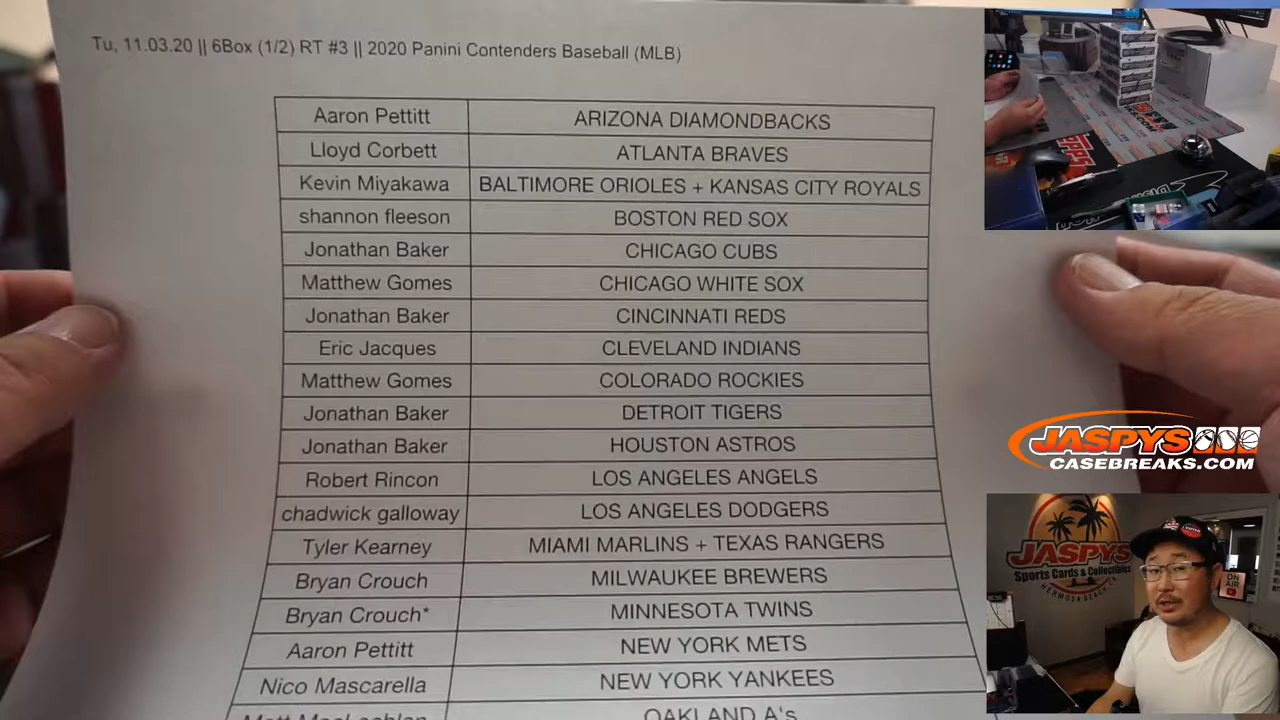 Tu, 11.03.20 || 6Box (1/2) RT #3 || 2020 Panini Contenders Baseball (MLB)
Aaron Pettitt ARIZONA DIAMONDBACKS
Lloyd Corbett ATLANTA BRAVES
Kevin Miyakawa BALTIMORE ORIOLES + KANSAS CITY ROYALS
shannon fleeson BOSTON RED SOX
Jonathan Baker CHICAGO CUBS
Matthew Gomes CHICAGO WHITE SOX
Jonathan Baker CINCINNATI REDS
Eric Jacques CLEVELAND INDIANS
Matthew Gomes COLORADO ROCKIES
Jonathan Baker DETROIT TIGERS
Jonathan Baker HOUSTON ASTROS
Robert Rincon LOS ANGELES ANGELS
chadwick galloway LOS ANGELES DODGERS
Tyler Kearney MIAMI MARLINS + TEXAS RANGERS
Bryan Crouch MILWAUKEE BREWERS
Bryan Crouch* MINNESOTA TWINS
Aaron Pettitt NEW YORK METS
Nico Mascarella NEW YORK YANKEES
OAKLAND A's
JASPYS
CASEBREAKS.COM
JASPYS
Sports Cards & Collectibles
HERMOSA BEACH
ON AIR